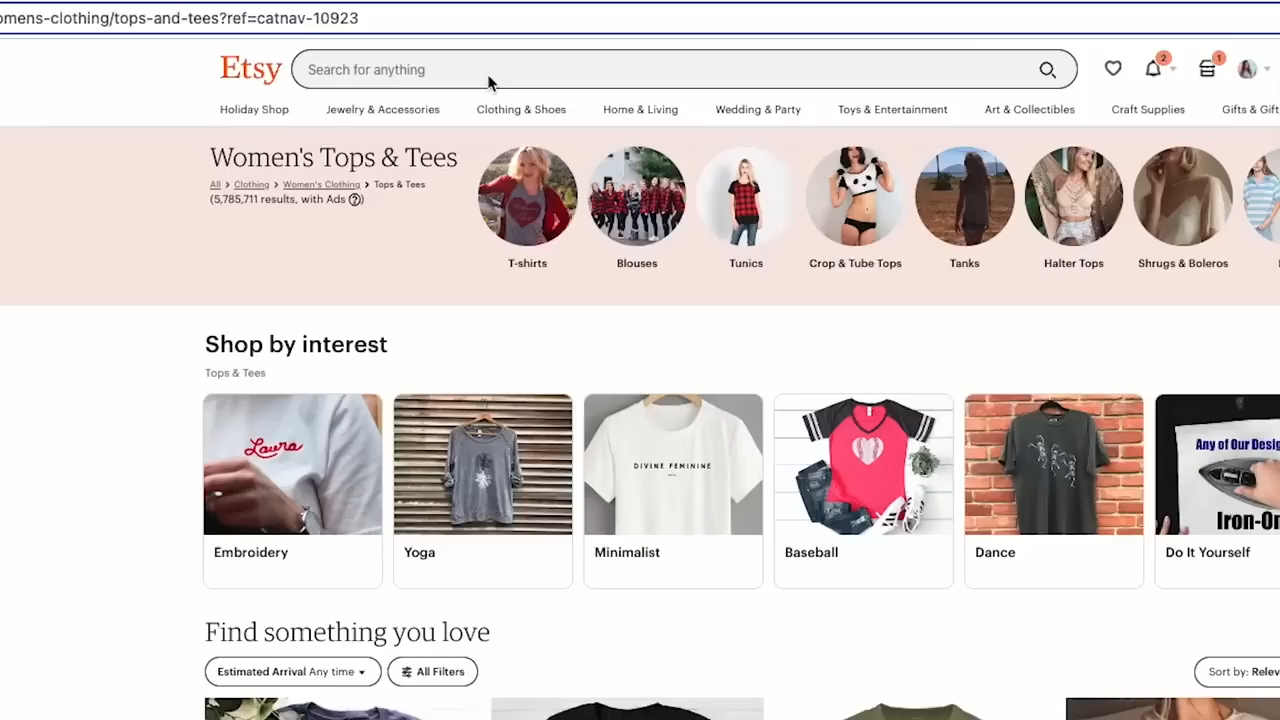 omens-clothing/tops-and-tees?ref=catnav-10923
Etsy
Search for anything
2
1
Holiday Shop
Jewelry & Accessories
Clothing & Shoes
Home & Living
Wedding & Party
Toys & Entertainment
Art & Collectibles
Craft Supplies
Gifts & Gift
Women's Tops & Tees
All > Clothing > Women's Clothing > Tops & Tees
(5,785,711 results, with Ads ?)
T-shirts
Blouses
Tunics
Crop & Tube Tops
Tanks
Halter Tops
Shrugs & Boleros
Shop by interest
Tops & Tees
Laura
DIVINE FEMININE
Any of Our Desig
Iron-On
Embroidery
Yoga
Minimalist
Baseball
Dance
Do It Yourself
Find something you love
Estimated Arrival Any time
All Filters
Sort by: Relev